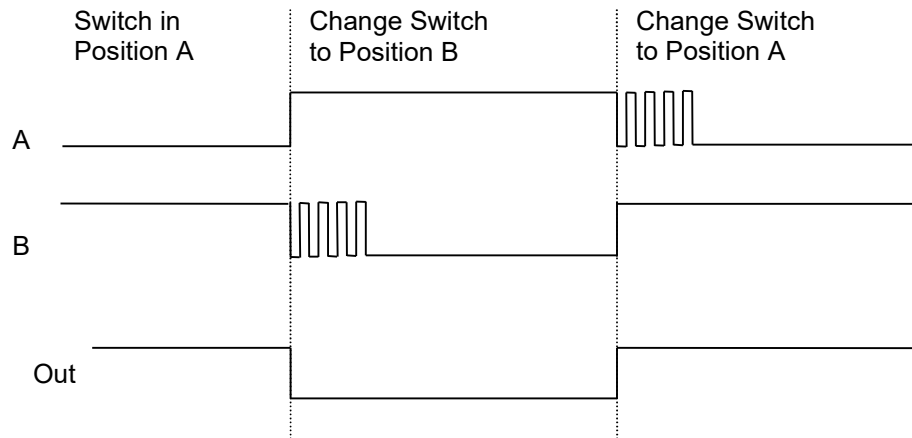 Switch in
Position A
Change Switch
to Position B
Change Switch
to Position A
A
B
Out